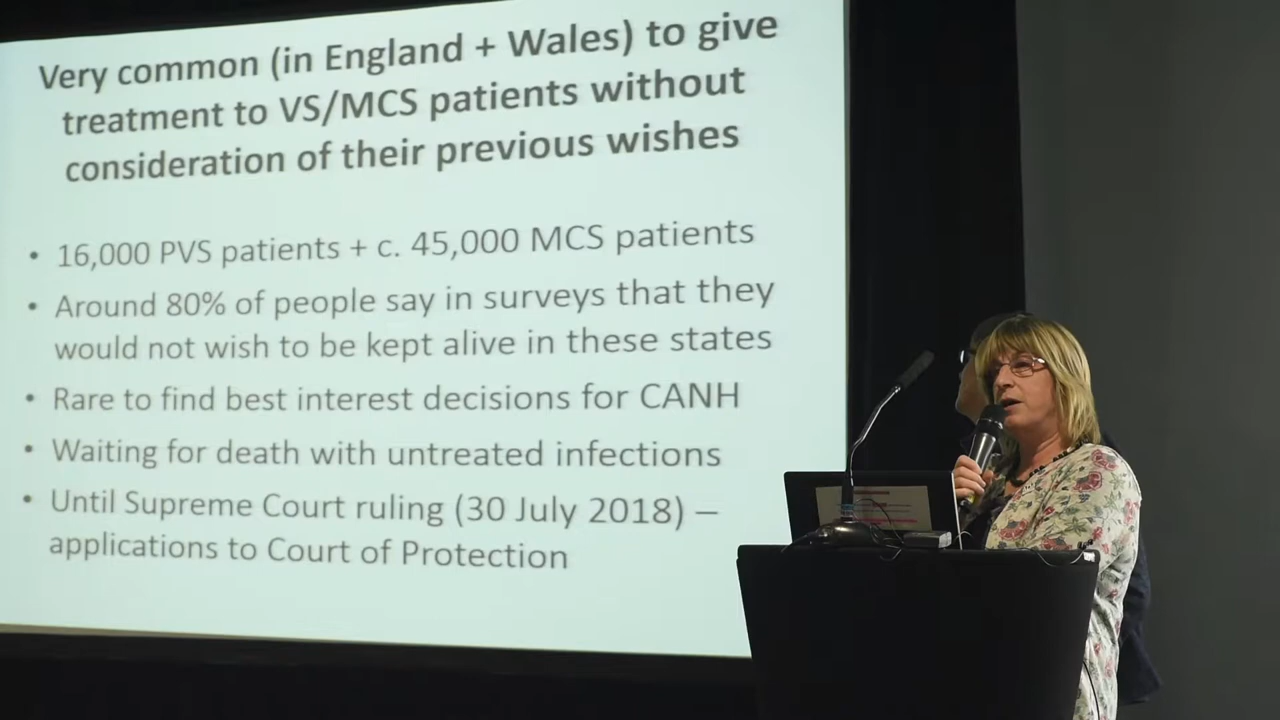 Very common (in England + Wales) to give
treatment to VS/MCS patients without
consideration of their previous wishes
• 16,000 PVS patients + c. 45,000 MCS patients
• Around 80% of people say in surveys that they
would not wish to be kept alive in these states
• Rare to find best interest decisions for CANH
• Waiting for death with untreated infections
• Until Supreme Court ruling (30 July 2018) –
applications to Court of Protection